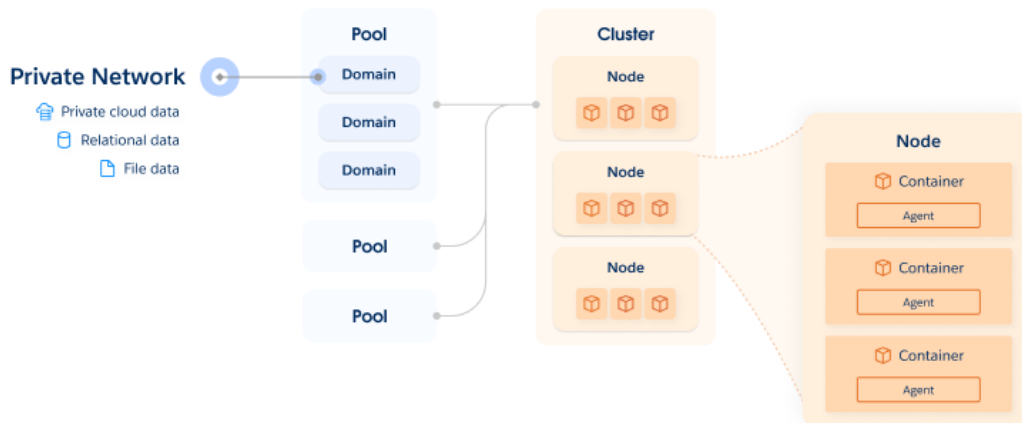 Private Network
Private cloud data
Relational data
File data
Pool
Domain
Domain
Domain
Pool
Pool
Cluster
Node
Node
Node
Node
Container
Agent
Container
Agent
Container
Agent